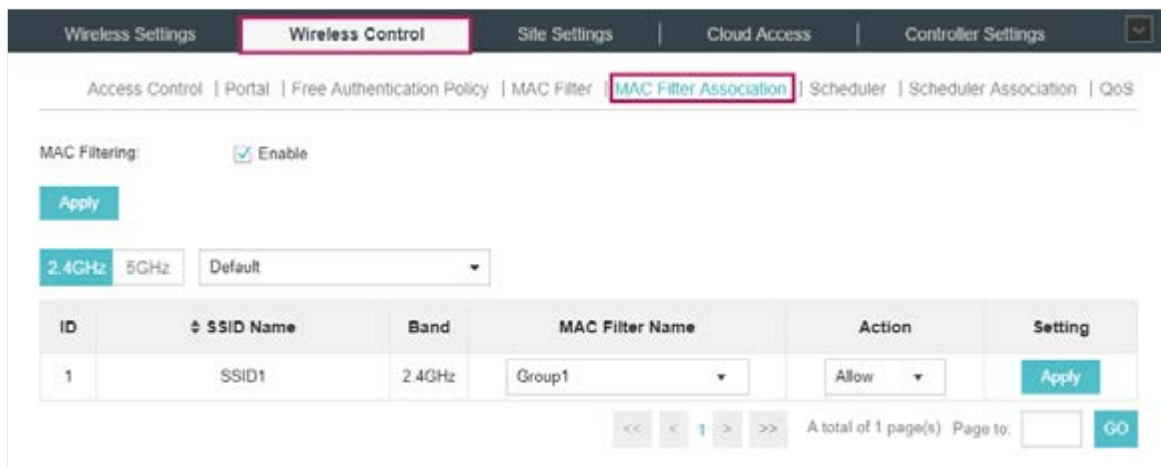 Wireless Settings Wireless Control Site Settings | Cloud Access | Controller Settings
Access Control | Portal | Free Authentication Policy | MAC Filter | MAC Filter Association | Scheduler | Scheduler Association | QoS
MAC Filtering: Enable
Apply
2.4GHz 5GHz Default
ID SSID Name Band MAC Filter Name Action Setting
1 SSID1 2.4GHz Group1 Allow Apply
<< < 1 > >> A total of 1 page(s) Page to: GO